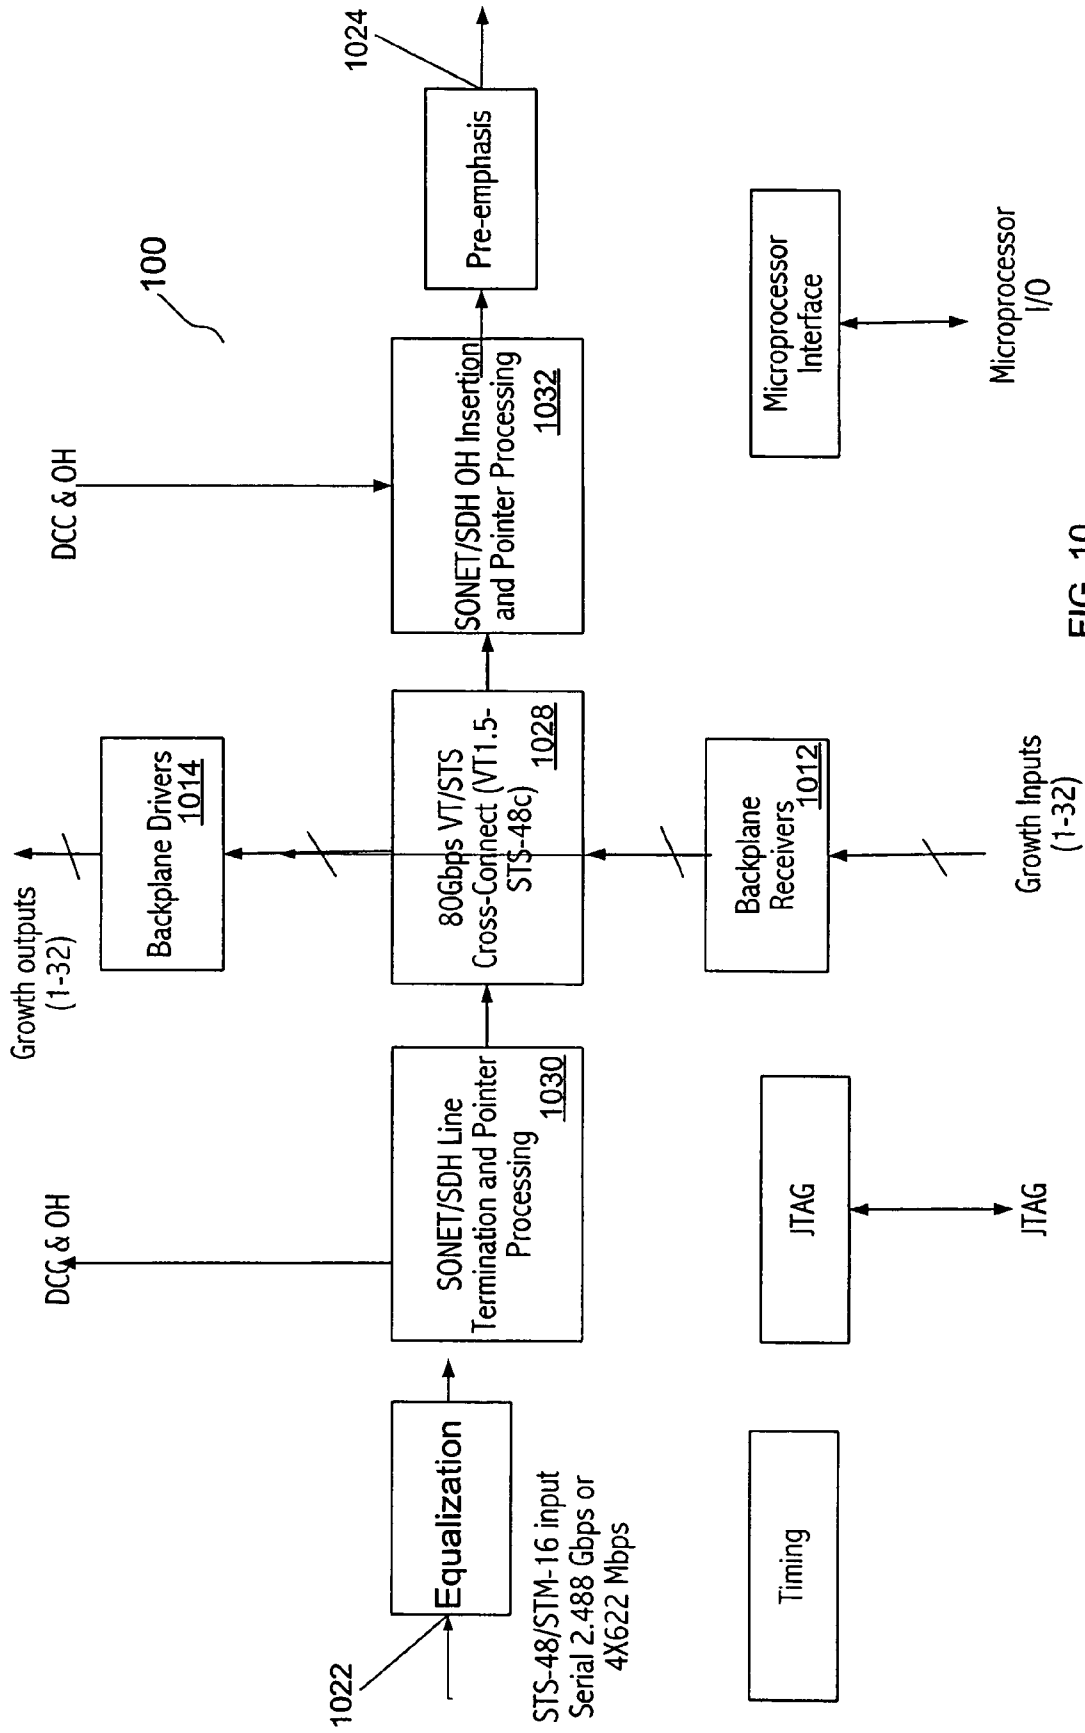 Growth outputs
(1-32)
DCC & OH
DCC & OH
100
1024
Backplane Drivers
1014
1022
Equalization
STS-48/STM-16 input
Serial 2.488 Gbps or
4X622 Mbps
SONET/SDH Line
Termination and Pointer
Processing
1030
80Gbps VT/STS
Cross-Connect (VT1.5-
STS-48c)
1028
SONET/SDH OH Insertion
and Pointer Processing
1032
Pre-emphasis
Backplane
Receivers
1012
Growth Inputs
(1-32)
Timing
JTAG
JTAG
Microprocessor
Interface
Microprocessor
I/O
FIG. 10